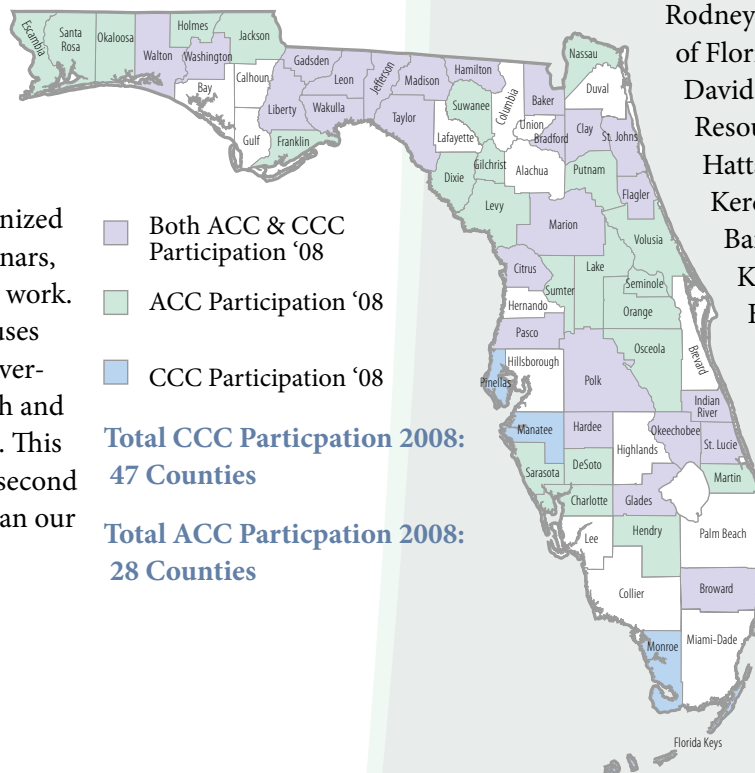 Escambia
Santa
Rosa
Okaloosa
Walton
Holmes
Washington
Jackson
Bay
Calhoun
Gulf
Gadsden
Liberty
Franklin
Leon
Wakulla
Jefferson
Madison
Taylor
Hamilton
Suwanee
Lafayette
Columbia
Dixie
Gilchrist
Levy
Baker
Union
Bradford
Alachua
Nassau
Duval
Clay
St. Johns
Putnam
Flagler
Marion
Volusia
Citrus
Sumter
Lake
Seminole
Orange
Hernando
Pasco
Hillsborough
Pinellas
Polk
Osceola
Brevard
Indian
River
Manatee
Hardee
Highlands
Okeechobee
St. Lucie
Sarasota
DeSoto
Martin
Charlotte
Glades
Lee
Hendry
Palm Beach
Collier
Broward
Monroe
Miami-Dade
Florida Keys
nized
nars,
work.
uses
ver-
h and
. This
second
an our
Both ACC & CCC
Participation ‘08
ACC Participation ‘08
CCC Participation ‘08
Total CCC Particpation 2008:
47 Counties
Total ACC Particpation 2008:
28 Counties
Rodney
of Flori
David
Resou
Hatt
Kerc
Ba
K